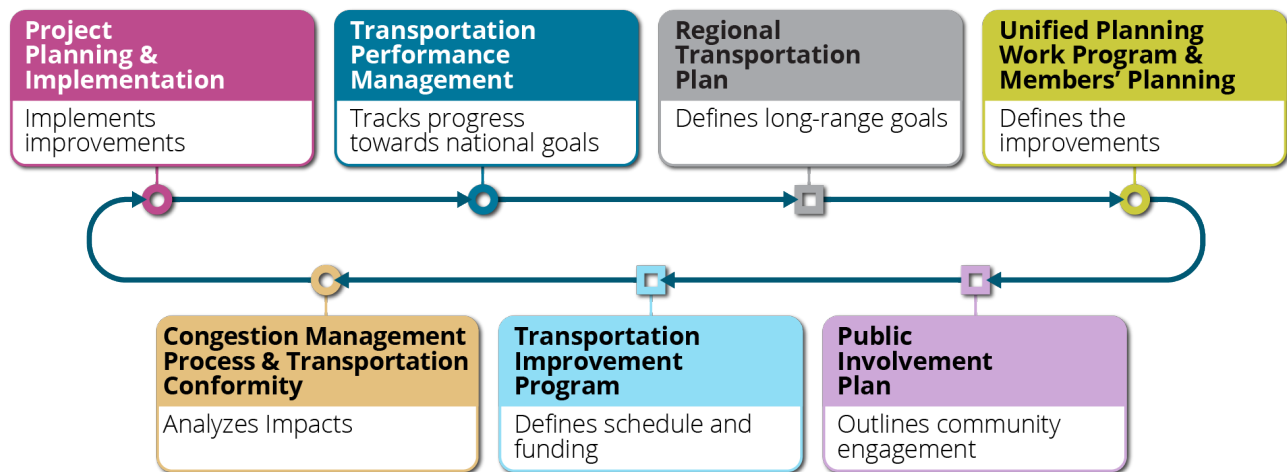 Project
Planning &
Implementation
Implements
improvements
Transportation
Performance
Management
Tracks progress
towards national goals
Regional
Transportation
Plan
Defines long-range goals
Unified Planning
Work Program &
Members’ Planning
Defines the
improvements
Congestion Management
Process & Transportation
Conformity
Analyzes Impacts
Transportation
Improvement
Program
Defines schedule and
funding
Public
Involvement
Plan
Outlines community
engagement